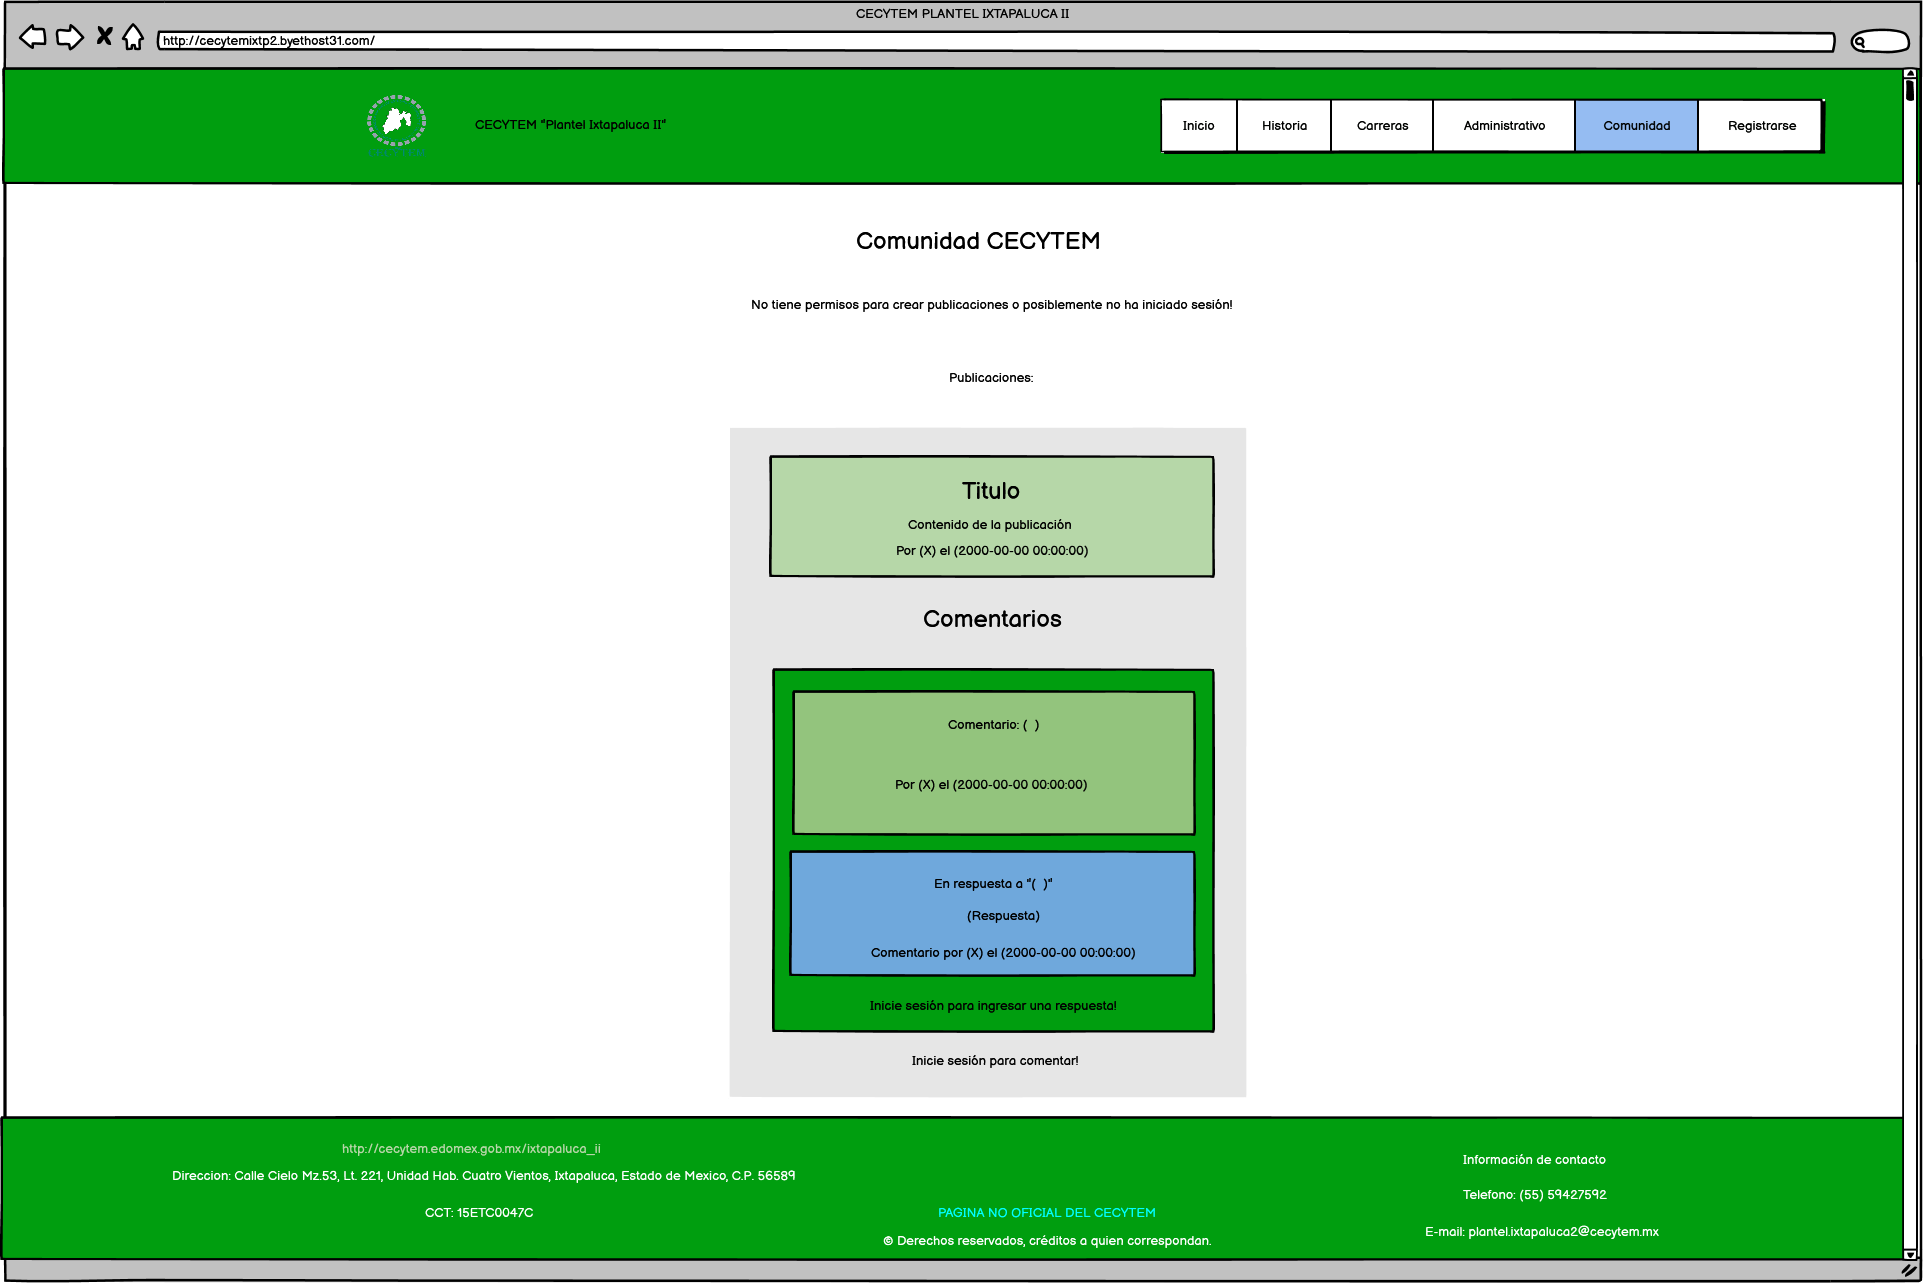 CECYTEM PLANTEL IXTAPALUCA II
http://cecytemixtp2.byethost31.com/
CECYTEM "Plantel Ixtapaluca II"
Inicio Historia Carreras Administrativo Comunidad Registrarse
Comunidad CECYTEM
No tiene permisos para crear publicaciones o posiblemente no ha iniciado sesión!
Publicaciones:
Titulo
Contenido de la publicación
Por (X) el (2000-00-00 00:00:00)
Comentarios
Comentario: ( )
Por (X) el (2000-00-00 00:00:00)
En respuesta a "( )"
(Respuesta)
Comentario por (X) el (2000-00-00 00:00:00)
Inicie sesión para ingresar una respuesta!
Inicie sesión para comentar!
http://cecytem.edomex.gob.mx/ixtapaluca_ii
Direccion: Calle Cielo Mz.53, Lt. 221, Unidad Hab. Cuatro Vientos, Ixtapaluca, Estado de Mexico, C.P. 56589
CCT: 15ETC0047C
PAGINA NO OFICIAL DEL CECYTEM
© Derechos reservados, créditos a quien correspondan.
Información de contacto
Telefono: (55) 59427592
E-mail: plantel.ixtapaluca2@cecytem.mx